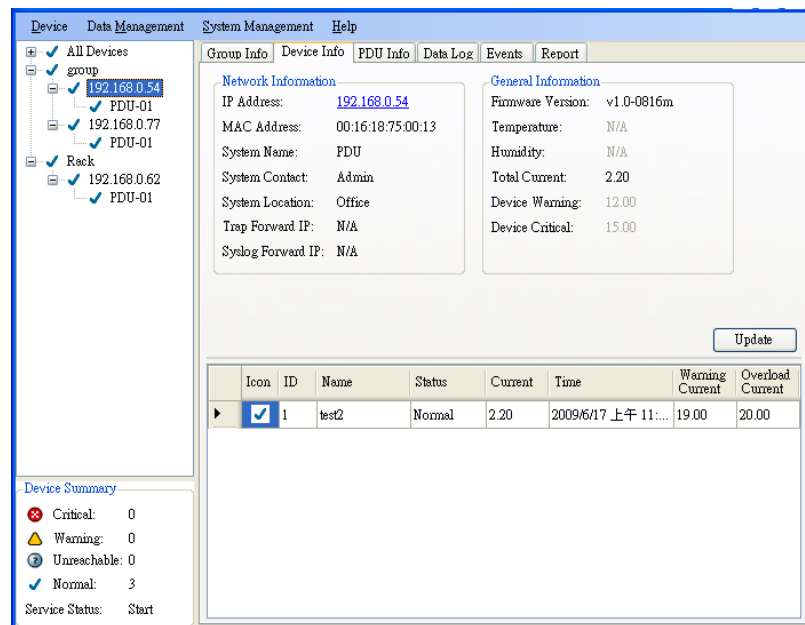 Device Data Management System Management Help
All Devices
group
192.168.0.54
PDU-01
192.168.0.77
PDU-01
Rack
192.168.0.62
PDU-01
Device Summary
Critical: 0
Warning: 0
Unreachable: 0
Normal: 3
Service Status: Start
Group Info Device Info PDU Info Data Log Events Report
Network Information
IP Address: 192.168.0.54
MAC Address: 00:16:18:75:00:13
System Name: PDU
System Contact: Admin
System Location: Office
Trap Forward IP: N/A
Syslog Forward IP: N/A
General Information
Firmware Version: v1.0-0816m
Temperature: N/A
Humidity: N/A
Total Current: 2.20
Device Warning: 12.00
Device Critical: 15.00
Update
Icon ID Name Status Current Time Warning Current Overload Current
1 test2 Normal 2.20 2009/6/17 上午 11:... 19.00 20.00